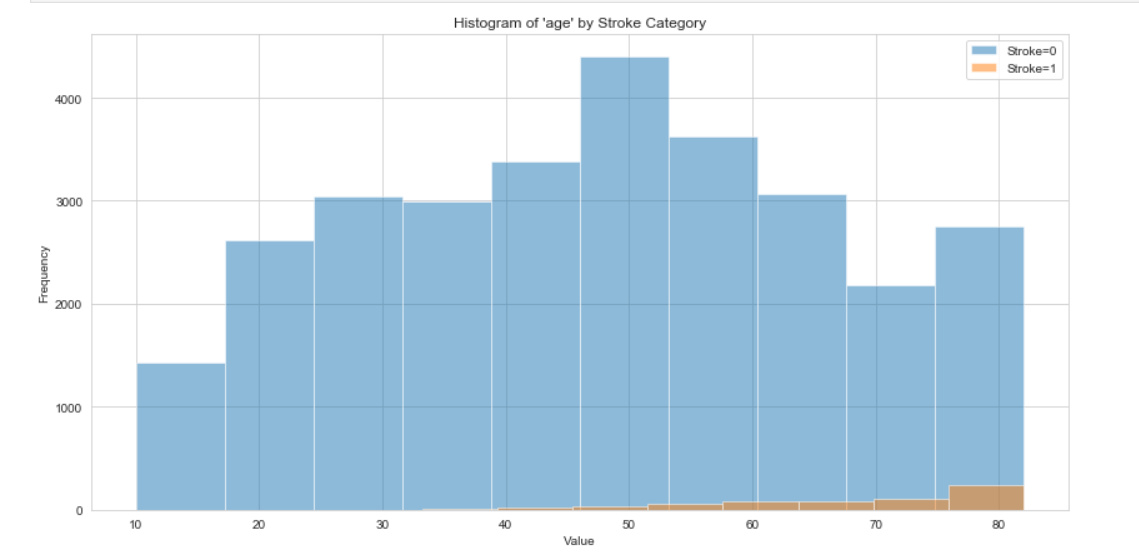 Histogram of 'age' by Stroke Category
Stroke=0
Stroke=1
4000
3000
2000
1000
0
Frequency
10 20 30 40 50 60 70 80
Value